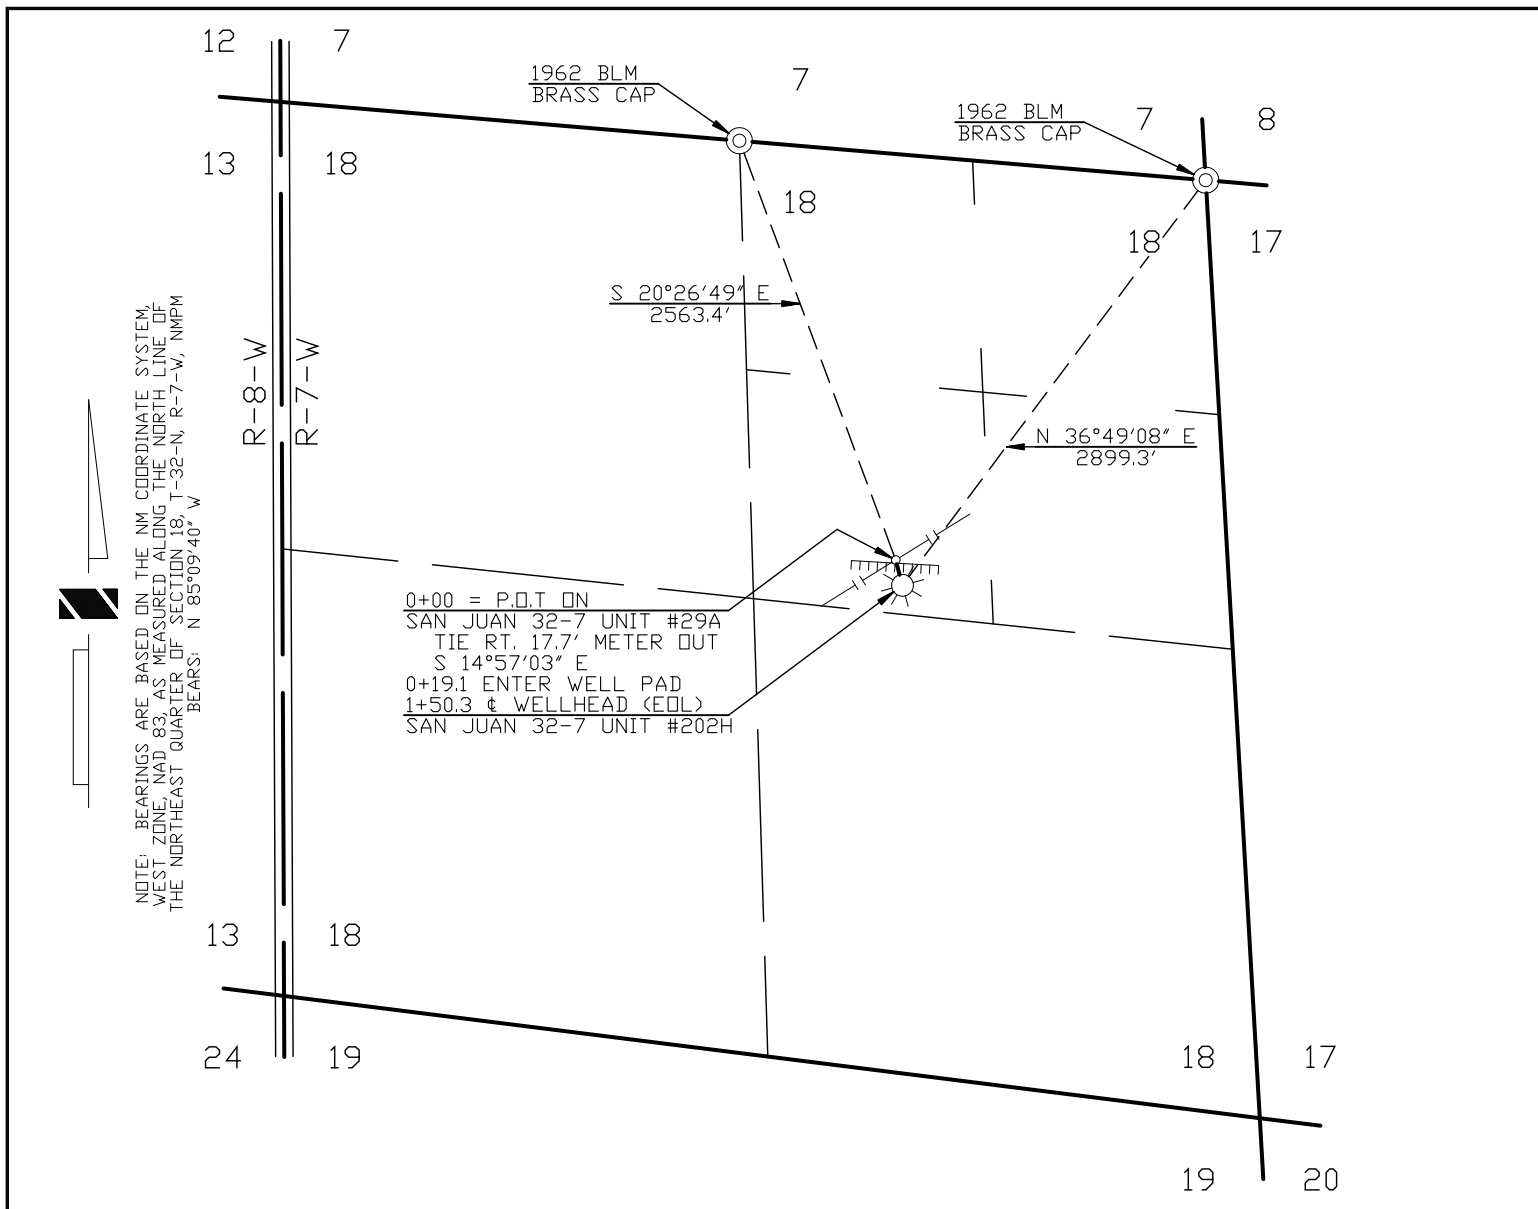 12
7
1962 BLM
BRASS CAP
7
1962 BLM
BRASS CAP
7
8
13
18
18
18
17
S 20°26'49" E
2563.4'
R-8-W
R-7-W
N 36°49'08" E
2899.3'
NOTE: BEARINGS ARE BASED ON THE NM COORDINATE SYSTEM,
WEST ZONE, NAD 83, AS MEASURED ALONG THE NORTH LINE OF
THE NORTHEAST QUARTER OF SECTION 18, T-32-N, R-7-W, NMPM
BEARS: N 85°09'40" W
0+00 = P.O.T ON
SAN JUAN 32-7 UNIT #29A
TIE RT. 17.7' METER OUT
S 14°57'03" E
0+19.1 ENTER WELL PAD
1+50.3 ℄ WELLHEAD (EOL)
SAN JUAN 32-7 UNIT #202H
13
18
24
19
18
17
19
20